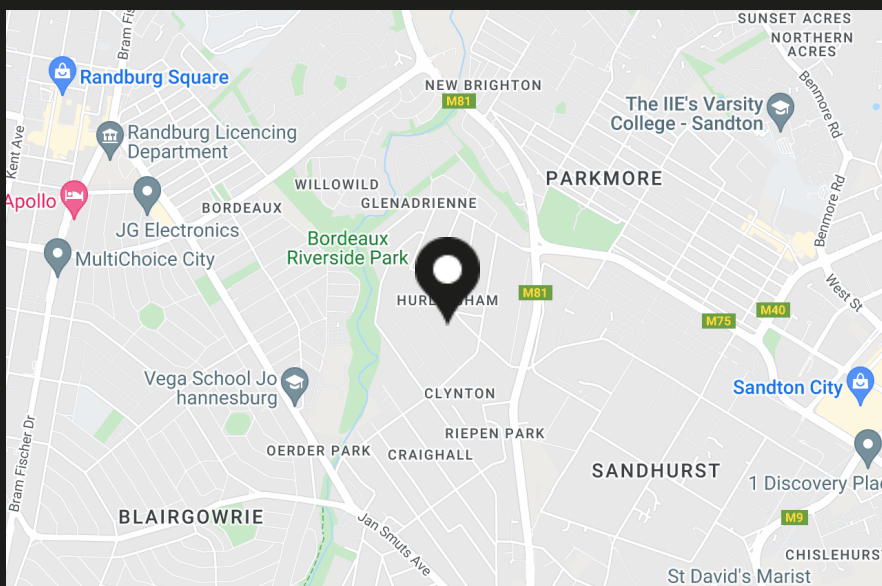 SUNSET ACRES
NORTHERN
ACRES
Bram Fis
Randburg Square
NEW BRIGHTON
M81
Benmore Rd
The IIE's Varsity
College - Sandton
Kent Ave
Randburg Licencing
Department
PARKMORE
WILLOWILD
Apollo
BORDEAUX
GLENADRIENNE
Benmore Rd
JG Electronics
Bordeaux
Riverside Park
MultiChoice City
M81
West St
M40
M75
Vega School Jo
hannesburg
CLYNTON
Sandton City
RIEPEN PARK
Bram Fischer Dr
OERDER PARK
CRAIGHALL
SANDHURST
1 Discovery Plac
BLAIRGOWRIE
M9
Jan Smuts Ave
CHISLEHURS
St David's Marist